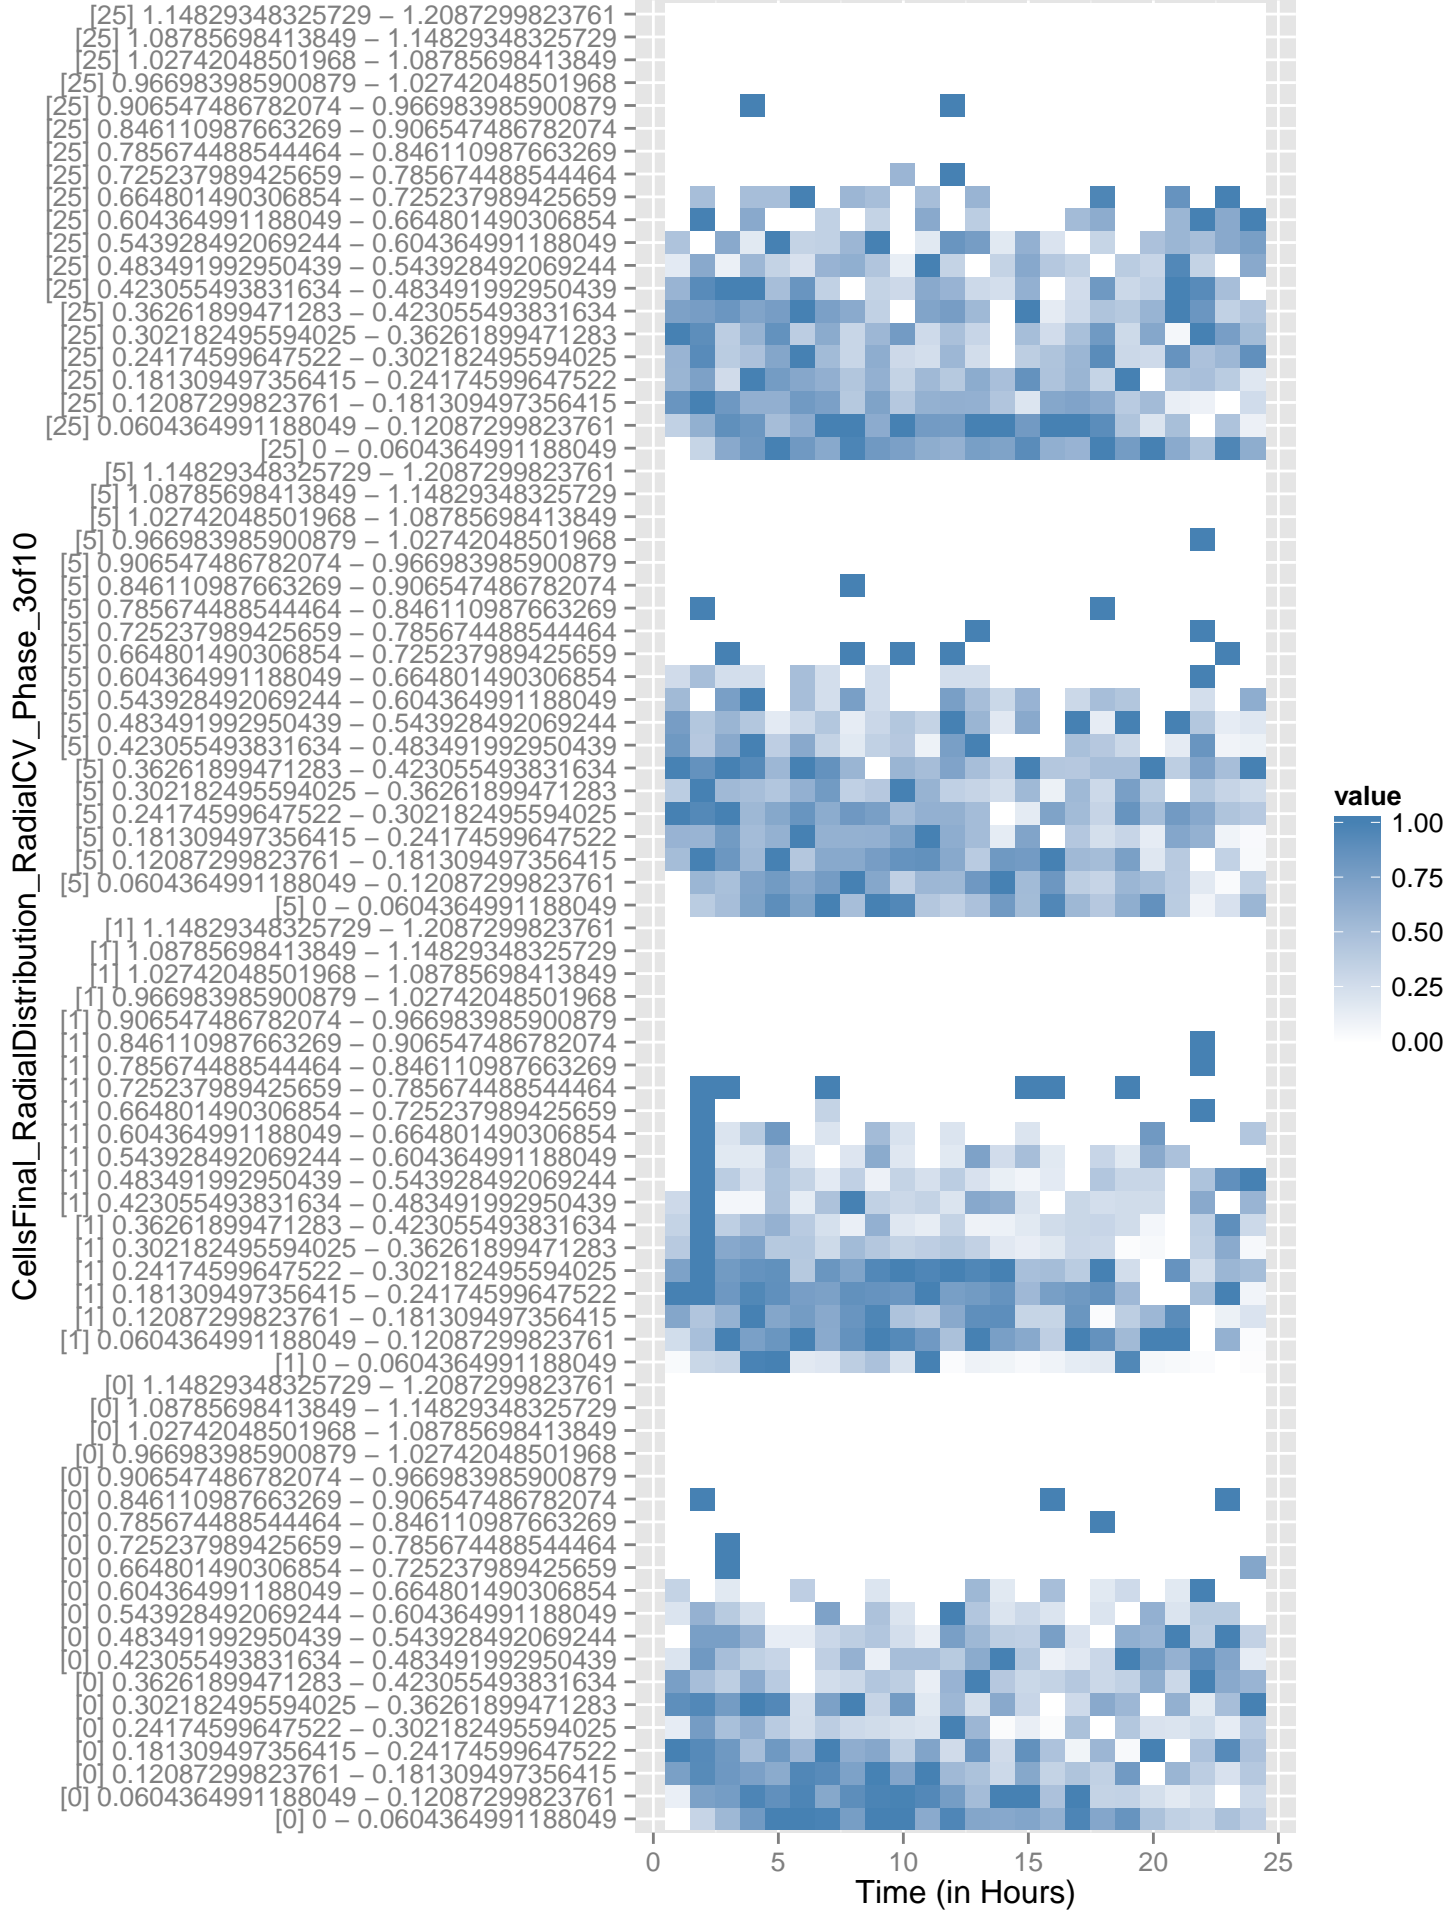 [25] 1.14829348325729 – 1.2087299823761
[25] 1.08785698413849 – 1.14829348325729
[25] 1.02742048501968 – 1.08785698413849
[25] 0.966983985900879 – 1.02742048501968
[25] 0.906547486782074 – 0.966983985900879
[25] 0.846110987663269 – 0.906547486782074
[25] 0.785674488544464 – 0.846110987663269
[25] 0.725237989425659 – 0.785674488544464
[25] 0.664801490306854 – 0.725237989425659
[25] 0.604364991188049 – 0.664801490306854
[25] 0.543928492069244 – 0.604364991188049
[25] 0.483491992950439 – 0.543928492069244
[25] 0.423055493831634 – 0.483491992950439
[25] 0.36261899471283 – 0.423055493831634
[25] 0.302182495594025 – 0.36261899471283
[25] 0.24174599647522 – 0.302182495594025
[25] 0.181309497356415 – 0.24174599647522
[25] 0.12087299823761 – 0.181309497356415
[25] 0.0604364991188049 – 0.12087299823761
[25] 0 – 0.0604364991188049
[5] 1.14829348325729 – 1.2087299823761
[5] 1.08785698413849 – 1.14829348325729
[5] 1.02742048501968 – 1.08785698413849
[5] 0.966983985900879 – 1.02742048501968
[5] 0.906547486782074 – 0.966983985900879
[5] 0.846110987663269 – 0.906547486782074
[5] 0.785674488544464 – 0.846110987663269
[5] 0.725237989425659 – 0.785674488544464
[5] 0.664801490306854 – 0.725237989425659
[5] 0.604364991188049 – 0.664801490306854
[5] 0.543928492069244 – 0.604364991188049
[5] 0.483491992950439 – 0.543928492069244
[5] 0.423055493831634 – 0.483491992950439
[5] 0.36261899471283 – 0.423055493831634
[5] 0.302182495594025 – 0.36261899471283
[5] 0.24174599647522 – 0.302182495594025
[5] 0.181309497356415 – 0.24174599647522
[5] 0.12087299823761 – 0.181309497356415
[5] 0.0604364991188049 – 0.12087299823761
[5] 0 – 0.0604364991188049
[1] 1.14829348325729 – 1.2087299823761
[1] 1.08785698413849 – 1.14829348325729
[1] 1.02742048501968 – 1.08785698413849
[1] 0.966983985900879 – 1.02742048501968
[1] 0.906547486782074 – 0.966983985900879
[1] 0.846110987663269 – 0.906547486782074
[1] 0.785674488544464 – 0.846110987663269
[1] 0.725237989425659 – 0.785674488544464
[1] 0.664801490306854 – 0.725237989425659
[1] 0.604364991188049 – 0.664801490306854
[1] 0.543928492069244 – 0.604364991188049
[1] 0.483491992950439 – 0.543928492069244
[1] 0.423055493831634 – 0.483491992950439
[1] 0.36261899471283 – 0.423055493831634
[1] 0.302182495594025 – 0.36261899471283
[1] 0.24174599647522 – 0.302182495594025
[1] 0.181309497356415 – 0.24174599647522
[1] 0.12087299823761 – 0.181309497356415
[1] 0.0604364991188049 – 0.12087299823761
[1] 0 – 0.0604364991188049
[0] 1.14829348325729 – 1.2087299823761
[0] 1.08785698413849 – 1.14829348325729
[0] 1.02742048501968 – 1.08785698413849
[0] 0.966983985900879 – 1.02742048501968
[0] 0.906547486782074 – 0.966983985900879
[0] 0.846110987663269 – 0.906547486782074
[0] 0.785674488544464 – 0.846110987663269
[0] 0.725237989425659 – 0.785674488544464
[0] 0.664801490306854 – 0.725237989425659
[0] 0.604364991188049 – 0.664801490306854
[0] 0.543928492069244 – 0.604364991188049
[0] 0.483491992950439 – 0.543928492069244
[0] 0.423055493831634 – 0.483491992950439
[0] 0.36261899471283 – 0.423055493831634
[0] 0.302182495594025 – 0.36261899471283
[0] 0.24174599647522 – 0.302182495594025
[0] 0.181309497356415 – 0.24174599647522
[0] 0.12087299823761 – 0.181309497356415
[0] 0.0604364991188049 – 0.12087299823761
[0] 0 – 0.0604364991188049
CellsFinal_RadialDistribution_RadialCV_Phase_3of10
0 5 10 15 20 25
Time (in Hours)
value
1.00
0.75
0.50
0.25
0.00